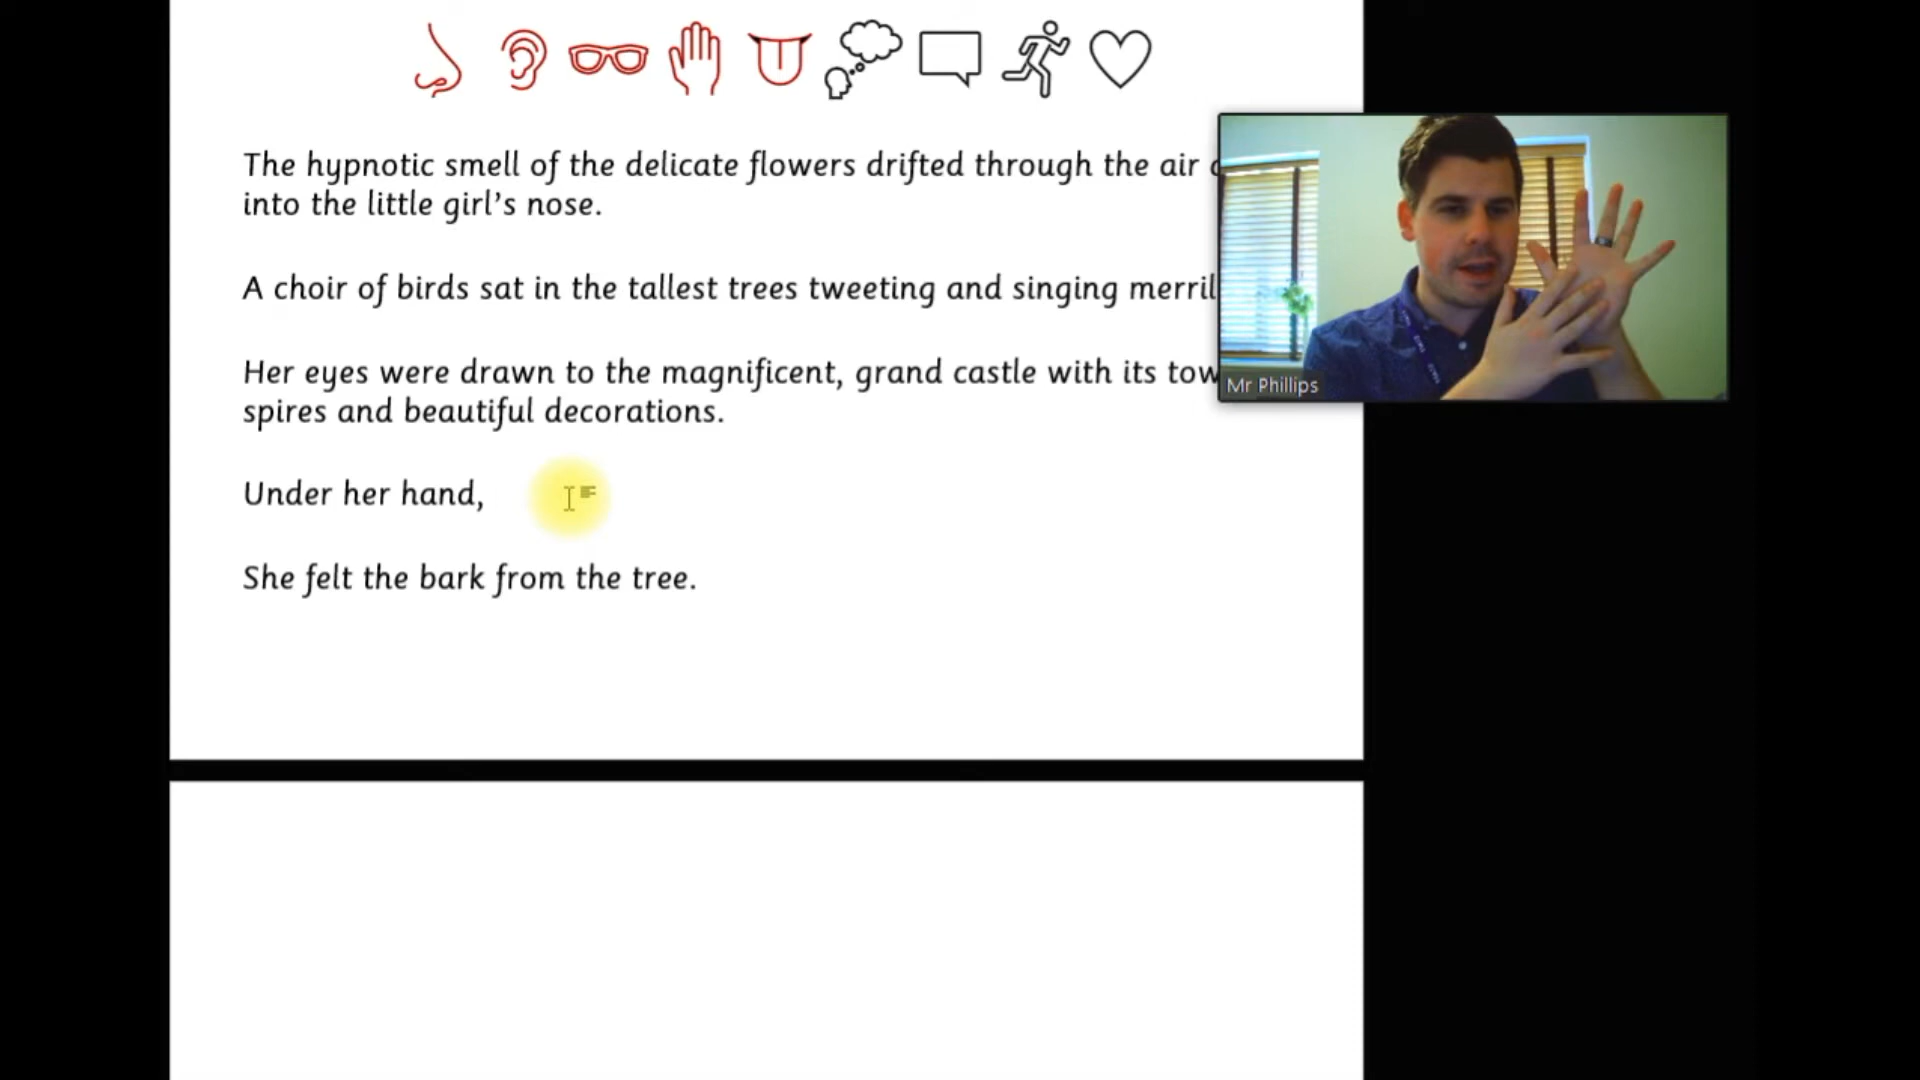 The hypnotic smell of the delicate flowers drifted through the air
into the little girl's nose.
A choir of birds sat in the tallest trees tweeting and singing
Her eyes were drawn to the magnificent, grand castle with its
spires and beautiful decorations.
Under her hand,
She felt the bark from the tree.
Mr Phillips